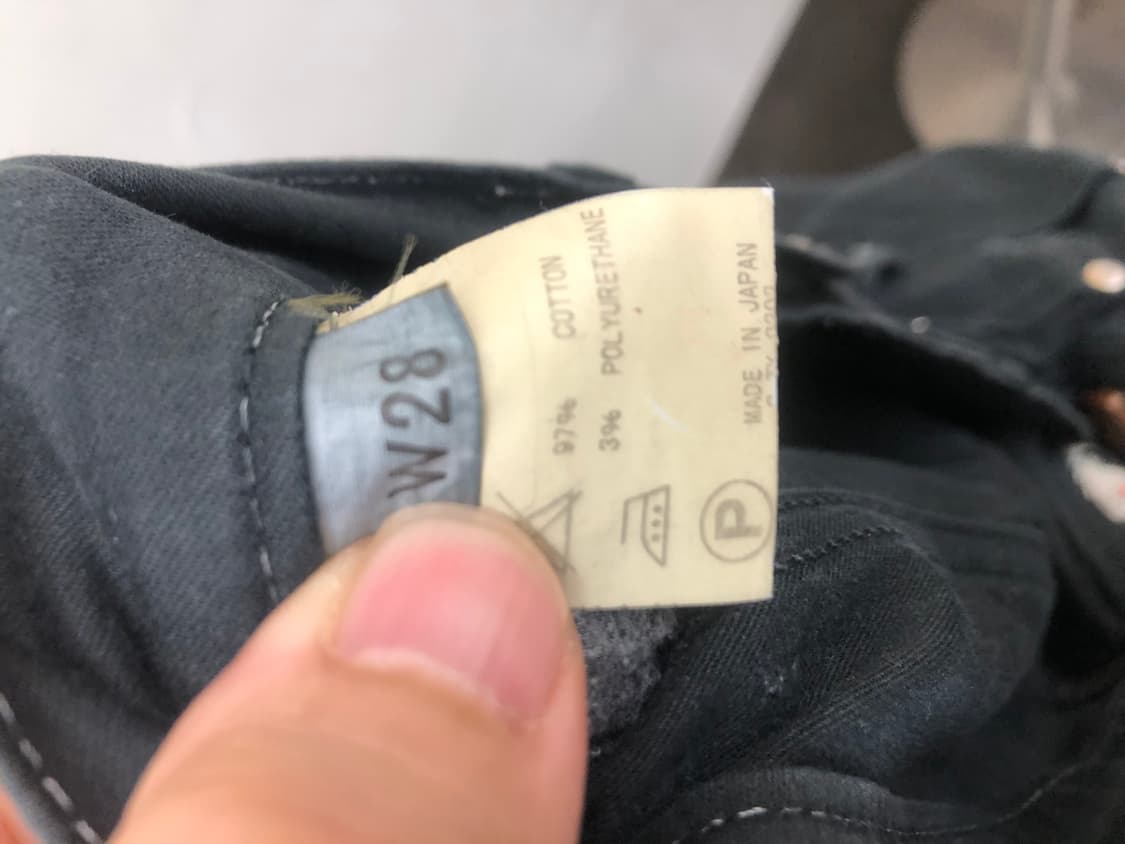 W28
97% COTTON
3% POLYURETHANE
MADE IN JAPAN
P